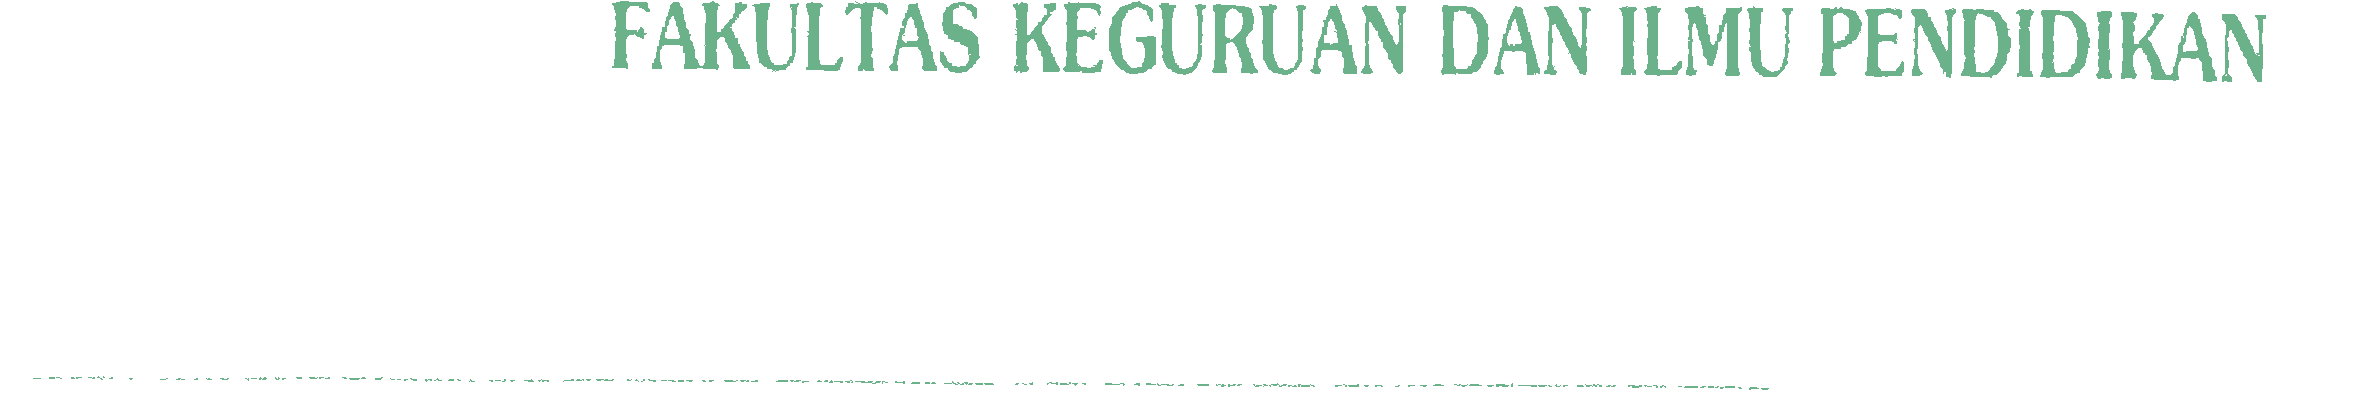 FAKULTAS KEGURUAN DAN ILMU PENDIDIKAN